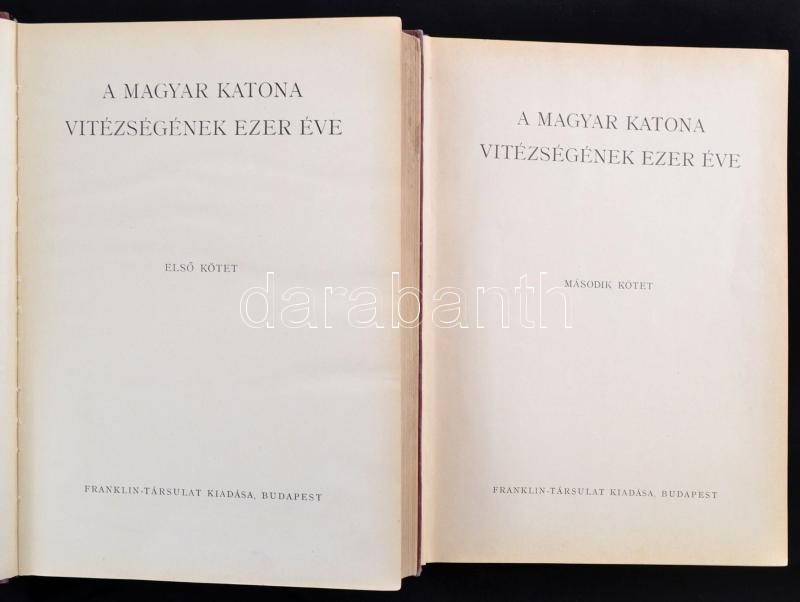 A MAGYAR KATONA
VITÉZSÉGÉNEK EZER ÉVE
ELSŐ KÖTET
FRANKLIN-TÁRSULAT KIADÁSA, BUDAPEST
A MAGYAR KATONA
VITÉZSÉGÉNEK EZER ÉVE
MÁSODIK KÖTET
FRANKLIN-TÁRSULAT KIADÁSA, BUDAPEST
darabanth